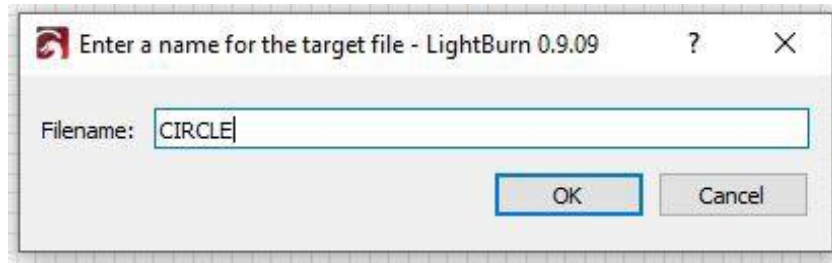 Enter a name for the target file - LightBurn 0.9.09 ?
Filename: CIRCLE
OK Cancel